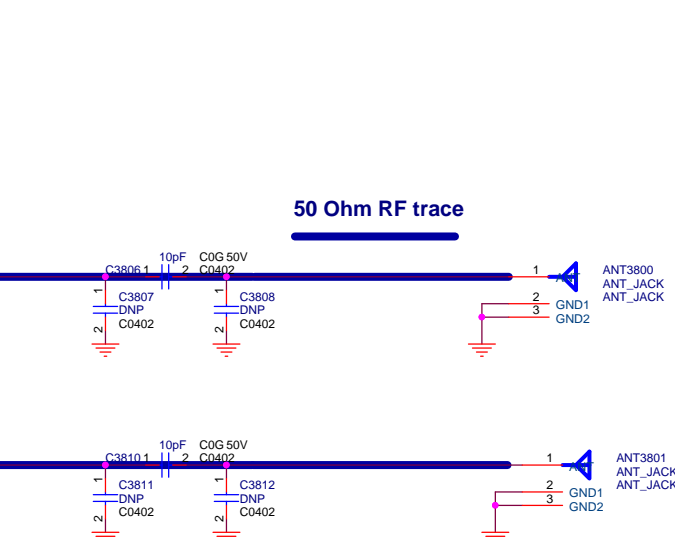 50 Ohm RF trace
10pF C0G 50V
C3806 1 2 C0402
1 ANT3800
ANT_JACK
ANT_JACK
1 C3807
DNP
2 C0402
1 C3808
DNP
2 C0402
2 GND1
3 GND2
10pF C0G 50V
C3810 1 2 C0402
1 ANT3801
ANT_JACK
ANT_JACK
1 C3811
DNP
2 C0402
1 C3812
DNP
2 C0402
2 GND1
3 GND2